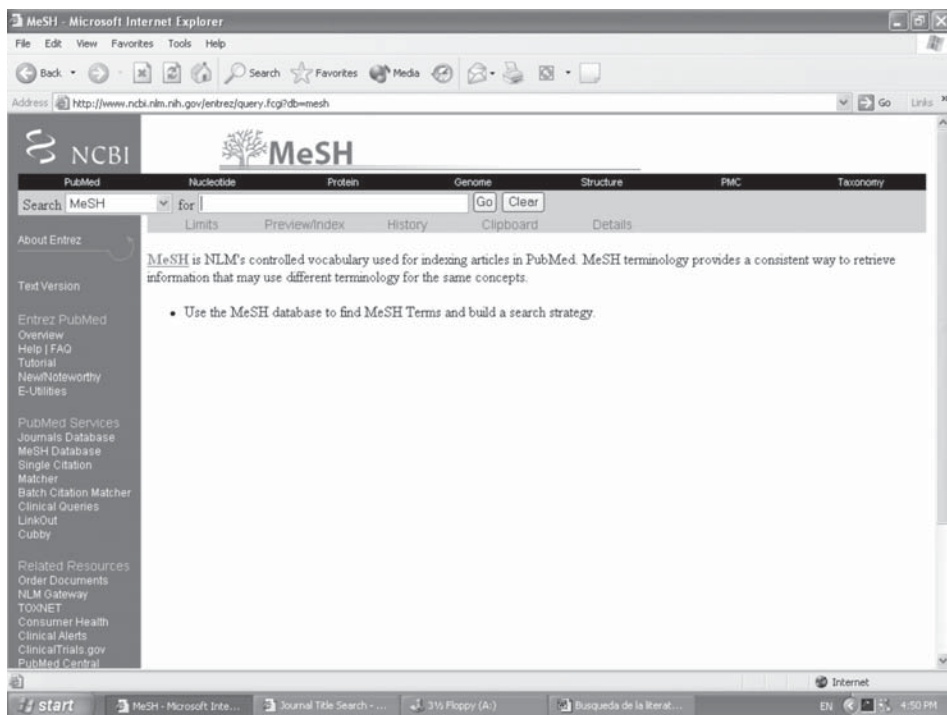 MeSH - Microsoft Internet Explorer
File Edit View Favorites Tools Help
Back Search Favorites Media
Address http://www.ncbi.nlm.nih.gov/entrez/query.fcgi?db=mesh Go Links
NCBI MeSH
PubMed Nucleotide Protein Genome Structure PMC Taxonomy
Search MeSH for Go Clear
Limits Preview/Index History Clipboard Details
About Entrez
MeSH is NLM's controlled vocabulary used for indexing articles in PubMed. MeSH terminology provides a consistent way to retrieve
information that may use different terminology for the same concepts.
• Use the MeSH database to find MeSH Terms and build a search strategy.
Text Version
Entrez PubMed
Overview
Help | FAQ
Tutorial
New/Noteworthy
E-Utilities
PubMed Services
Journals Database
MeSH Database
Single Citation
Matcher
Batch Citation Matcher
Clinical Queries
LinkOut
Cubby
Related Resources
Order Documents
NLM Gateway
TOXNET
Consumer Health
Clinical Alerts
ClinicalTrials.gov
PubMed Central
Internet
start MeSH - Microsoft Inte... Journal Title Search - ... 3½ Floppy (A:) Busqueda de la literat... EN 4:50 PM